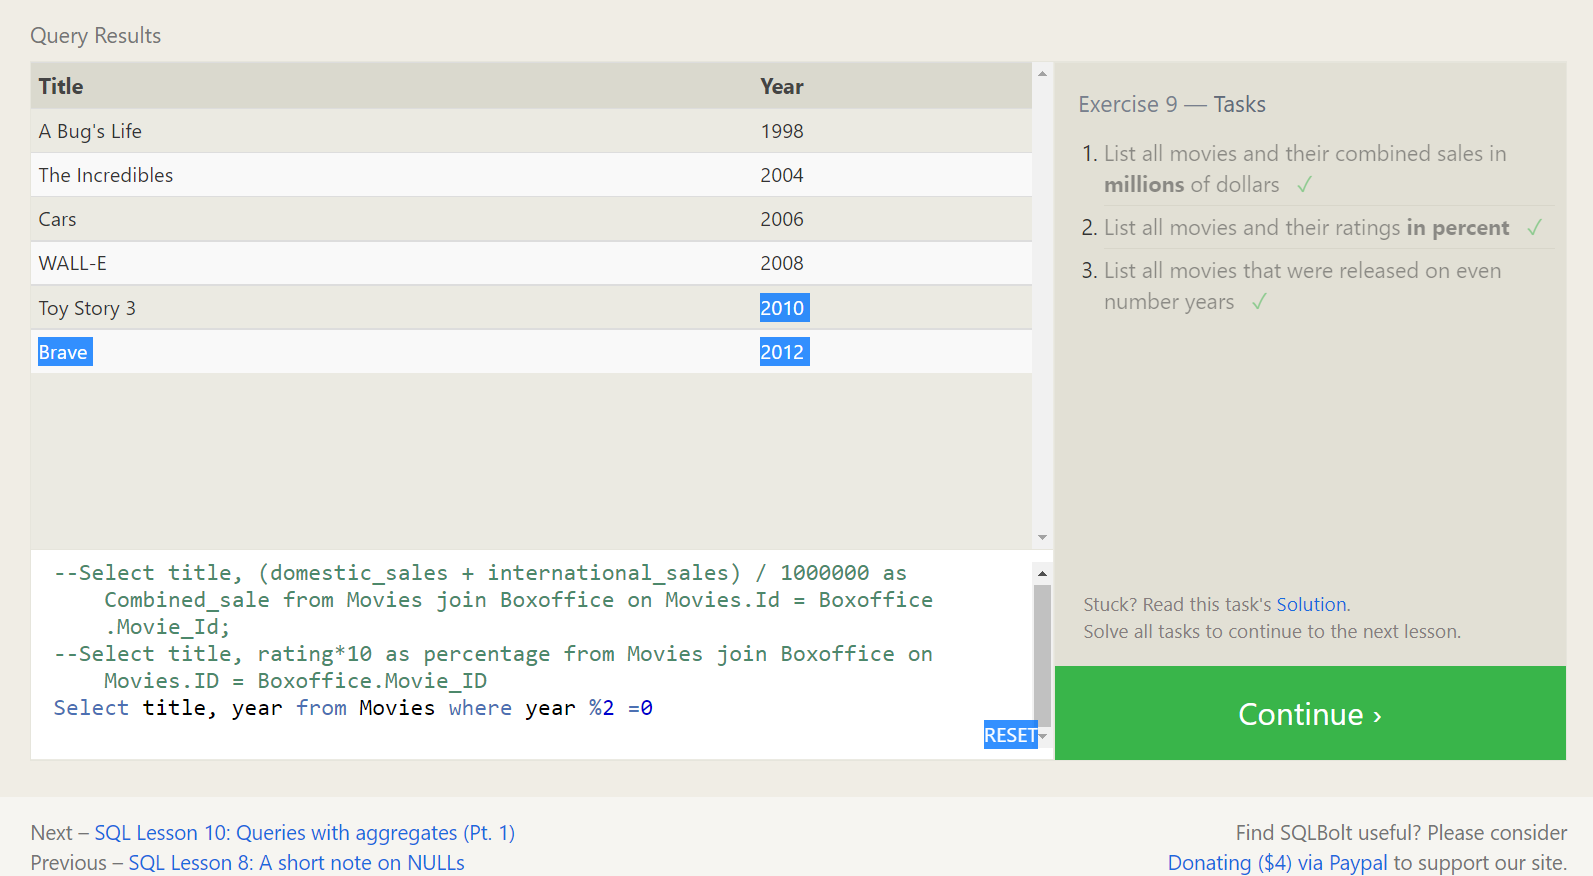 Query Results
Title Year
A Bug's Life 1998
The Incredibles 2004
Cars 2006
WALL-E 2008
Toy Story 3 2010
Brave 2012
--Select title, (domestic_sales + international_sales) / 1000000 as
Combined_sale from Movies join Boxoffice on Movies.Id = Boxoffice
.Movie_Id;
--Select title, rating*10 as percentage from Movies join Boxoffice on
Movies.ID = Boxoffice.Movie_ID
Select title, year from Movies where year %2 =0
RESET
Exercise 9 — Tasks
1. List all movies and their combined sales in
millions of dollars ✓
2. List all movies and their ratings in percent ✓
3. List all movies that were released on even
number years ✓
Stuck? Read this task's Solution.
Solve all tasks to continue to the next lesson.
Continue ›
Next – SQL Lesson 10: Queries with aggregates (Pt. 1)
Previous – SQL Lesson 8: A short note on NULLs
Find SQLBolt useful? Please consider
Donating ($4) via Paypal to support our site.